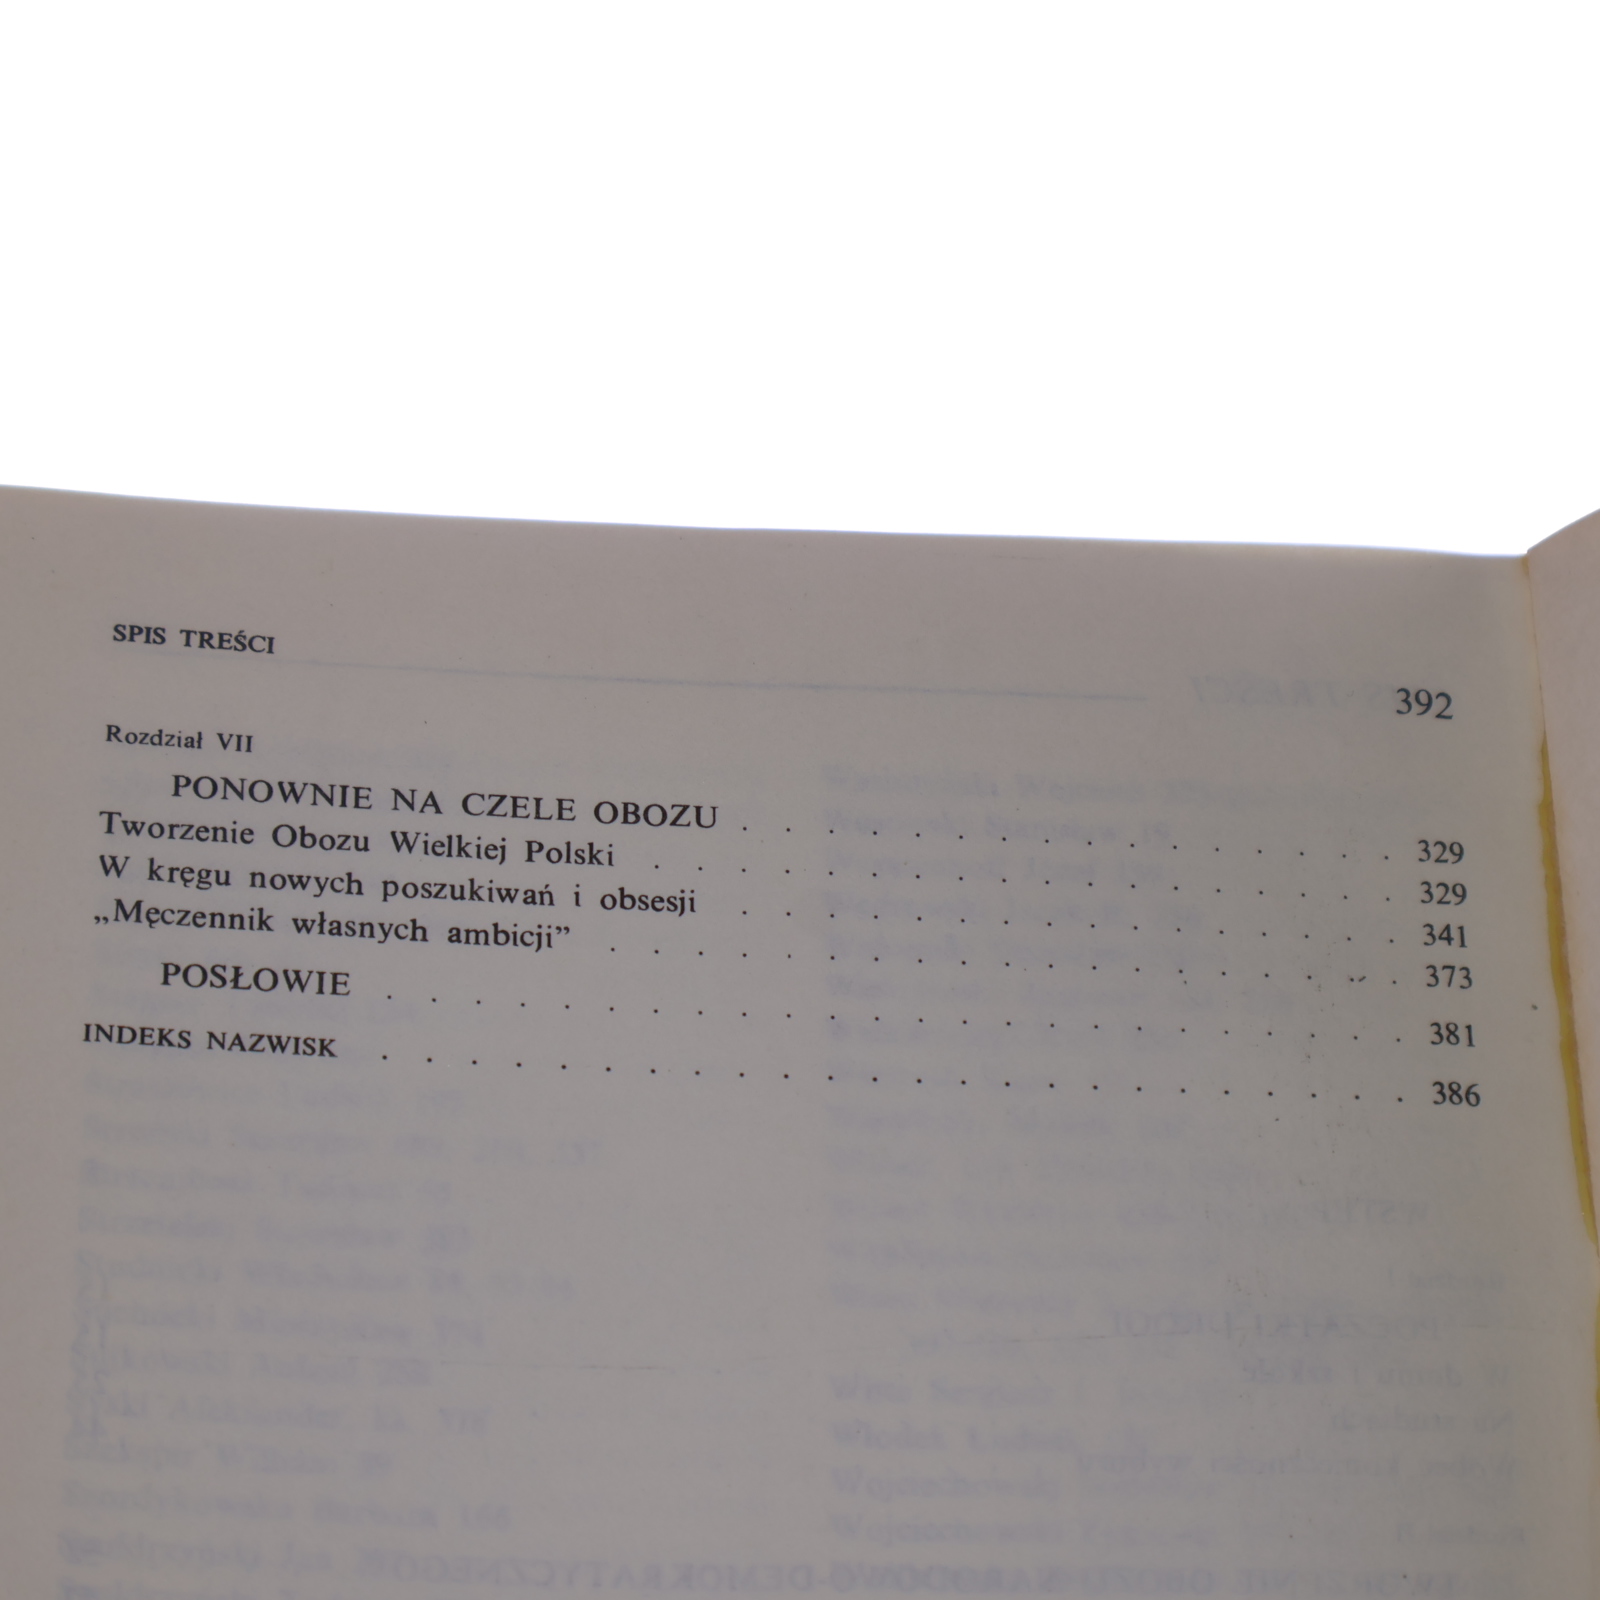 SPIS TREŚCI
392
Rozdział VII
PONOWNIE NA CZELE OBOZU . . . . . . . . . . . . . . . . 329
Tworzenie Obozu Wielkiej Polski . . . . . . . . . . . . . . . . . . 329
W kręgu nowych poszukiwań i obsesji . . . . . . . . . . . . . . . . 341
„Męczennik własnych ambicji” . . . . . . . . . . . . . . . . . . . 373
POSŁOWIE . . . . . . . . . . . . . . . . . . . . . . . . 381
INDEKS NAZWISK . . . . . . . . . . . . . . . . . . . . . . . . 386